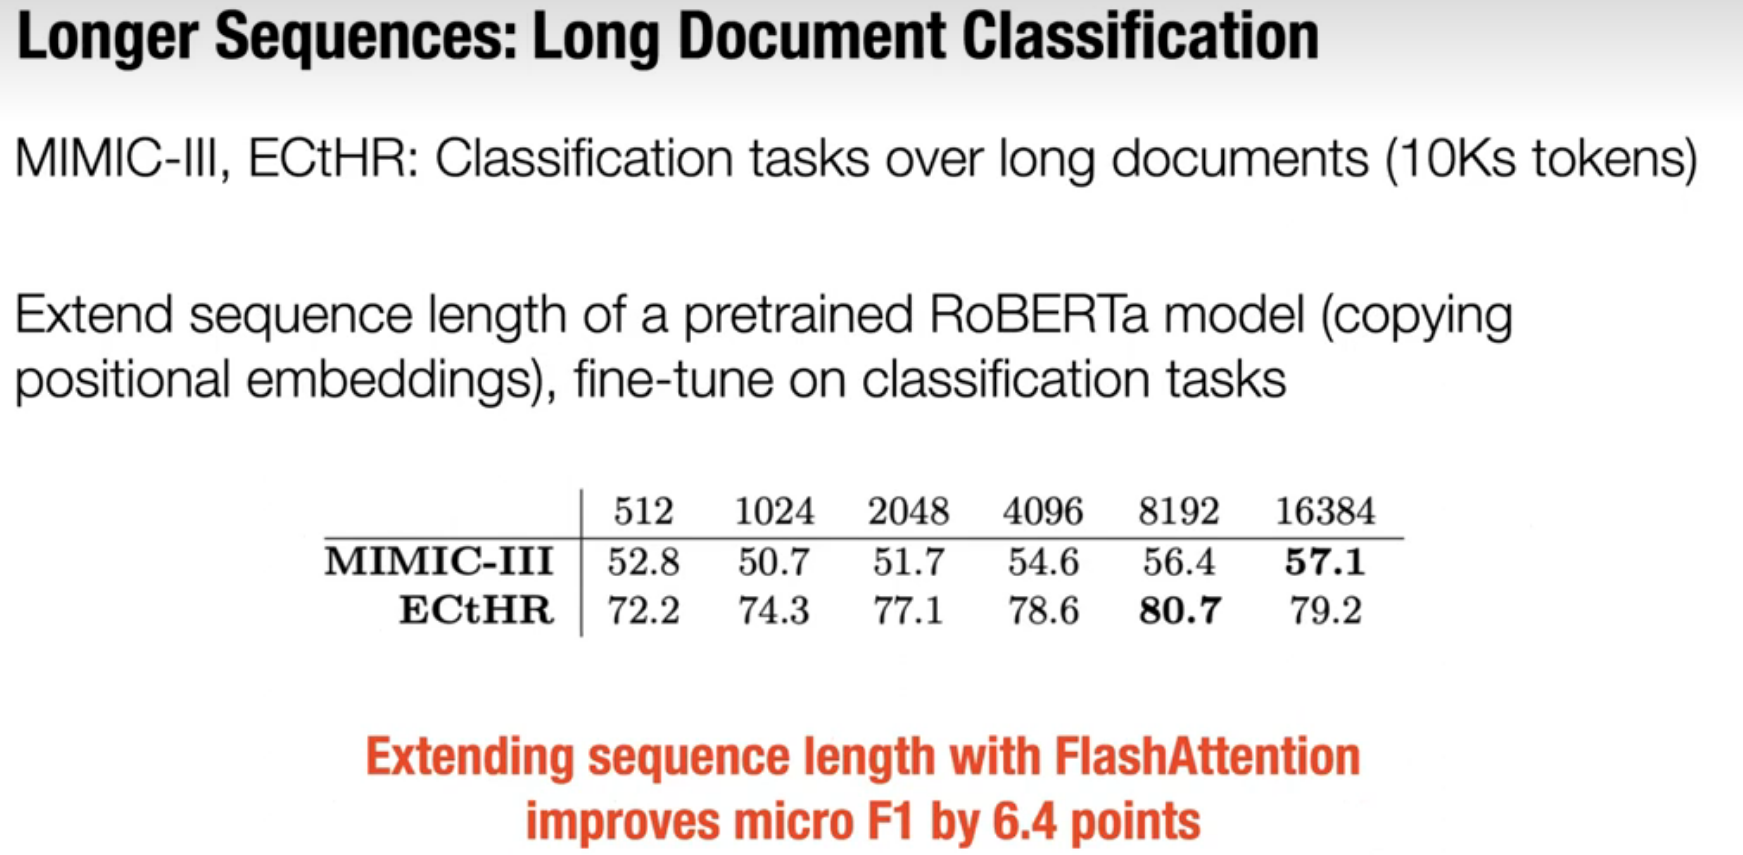 Longer Sequences: Long Document Classification
MIMIC-III, ECtHR: Classification tasks over long documents (10Ks tokens)
Extend sequence length of a pretrained RoBERTa model (copying
positional embeddings), fine-tune on classification tasks
512 1024 2048 4096 8192 16384
MIMIC-III 52.8 50.7 51.7 54.6 56.4 57.1
ECtHR 72.2 74.3 77.1 78.6 80.7 79.2
Extending sequence length with FlashAttention
improves micro F1 by 6.4 points